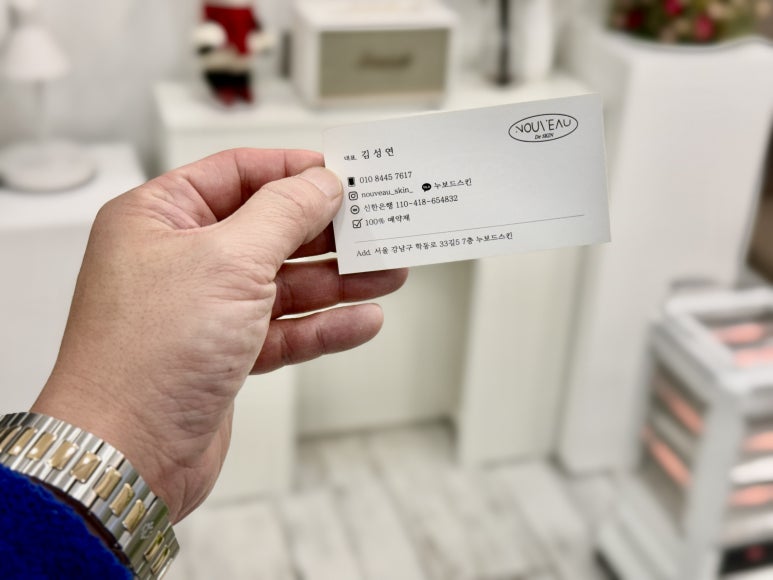 NOUVEAU
De SKIN
대표 김성연
010 8445 7617
nouveau_skin_ 누보드스킨
신한은행 110-418-654832
100% 예약제
Add. 서울 강남구 학동로 33길5 7층 누보드스킨